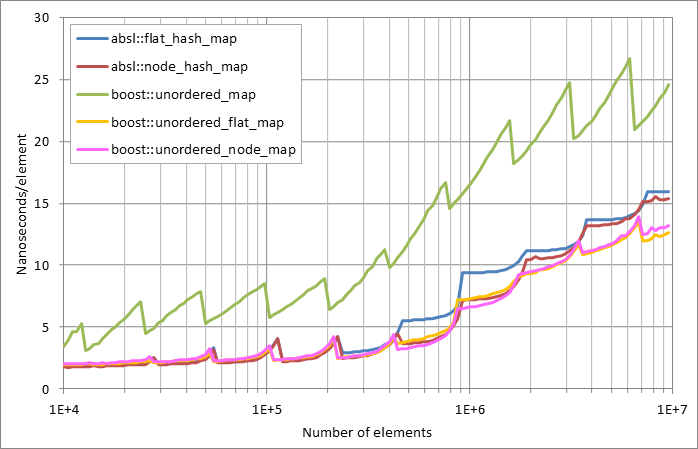 30
25
20
15
10
5
0
Nanoseconds/element
absl::flat_hash_map
absl::node_hash_map
boost::unordered_map
boost::unordered_flat_map
boost::unordered_node_map
1E+4
1E+5
1E+6
1E+7
Number of elements